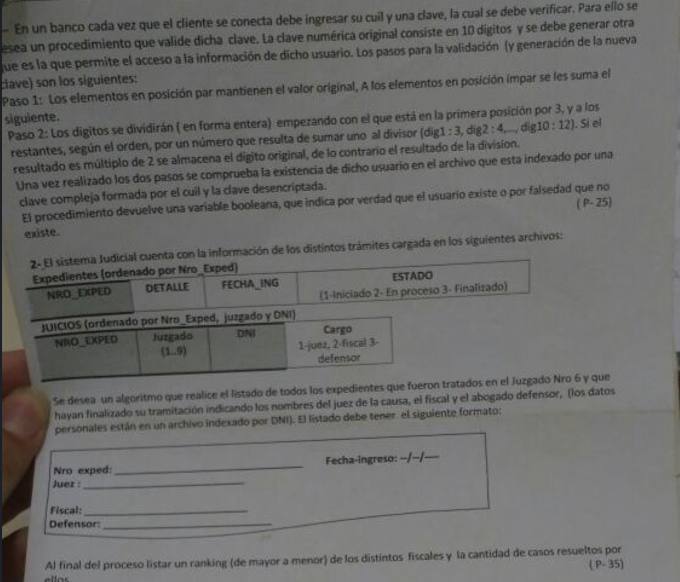 – En un banco cada vez que el cliente se conecta debe ingresar su cuil y una clave, la cual se debe verificar. Para ello se
esea un procedimiento que valide dicha clave. La clave numérica original consiste en 10 dígitos y se debe generar otra
que es la que permite el acceso a la información de dicho usuario. Los pasos para la validación (y generación de la nueva
clave) son los siguientes:
Paso 1: Los elementos en posición par mantienen el valor original, A los elementos en posición impar se les suma el
siguiente.
Paso 2: Los digitos se dividirán ( en forma entera) empezando con el que está en la primera posición por 3, y a los
restantes, según el orden, por un número que resulta de sumar uno al divisor (dig1 : 3, dig2 : 4,..., dig10 : 12). Si el
resultado es múltiplo de 2 se almacena el digito original, de lo contrario el resultado de la division.
Una vez realizado los dos pasos se comprueba la existencia de dicho usuario en el archivo que esta indexado por una
clave compleja formada por el cuil y la clave desencriptada.
El procedimiento devuelve una variable booleana, que indica por verdad que el usuario existe o por falsedad que no
existe.
( P- 25)
2- El sistema Judicial cuenta con la información de los distintos trámites cargada en los siguientes archivos:
Expedientes (ordenado por Nro_Exped)
NRO_EXPED DETALLE FECHA_ING ESTADO
(1-Iniciado 2- En proceso 3- Finalizado)
JUICIOS (ordenado por Nro_Exped, juzgado y DNI)
NRO_EXPED Juzgado DNI Cargo
(1..9) 1-juez, 2-fiscal 3-
defensor
Se desea un algoritmo que realice el listado de todos los expedientes que fueron tratados en el Juzgado Nro 6 y que
hayan finalizado su tramitación indicando los nombres del juez de la causa, el fiscal y el abogado defensor, (los datos
personales están en un archivo indexado por DNI). El listado debe tener el siguiente formato:
Nro exped: Fecha-ingreso: --/--/----
Juez :
Fiscal:
Defensor:
Al final del proceso listar un ranking (de mayor a menor) de los distintos fiscales y la cantidad de casos resueltos por
ellos
( P- 35)